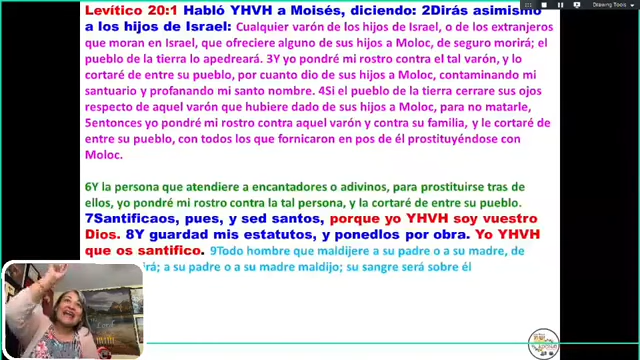 Drawing Tools
Levítico 20:1 Habló YHVH a Moisés, diciendo: 2Dirás asimismo
a los hijos de Israel: Cualquier varón de los hijos de Israel, o de los extranjeros
que moran en Israel, que ofreciere alguno de sus hijos a Moloc, de seguro morirá; el
pueblo de la tierra lo apedreará. 3Y yo pondré mi rostro contra el tal varón, y lo
cortaré de entre su pueblo, por cuanto dio de sus hijos a Moloc, contaminando mi
santuario y profanando mi santo nombre. 4Si el pueblo de la tierra cerrare sus ojos
respecto de aquel varón que hubiere dado de sus hijos a Moloc, para no matarle,
5entonces yo pondré mi rostro contra aquel varón y contra su familia, y le cortaré de
entre su pueblo, con todos los que fornicaron en pos de él prostituyéndose con
Moloc.
6Y la persona que atendiere a encantadores o adivinos, para prostituirse tras de
ellos, yo pondré mi rostro contra la tal persona, y la cortaré de entre su pueblo.
7Santificaos, pues, y sed santos, porque yo YHVH soy vuestro
Dios. 8Y guardad mis estatutos, y ponedlos por obra. Yo YHVH
que os santifico. 9Todo hombre que maldijere a su padre o a su madre, de
irá; a su padre o a su madre maldijo; su sangre será sobre él